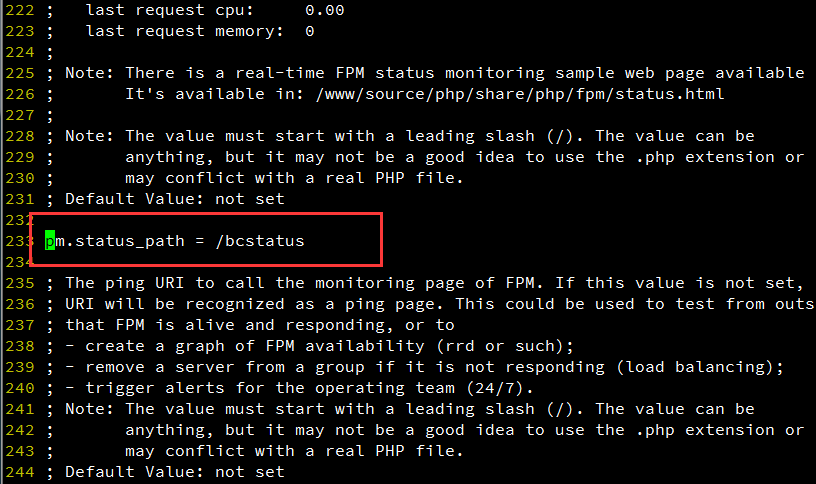 222 ;   last request cpu:     0.00
223 ;   last request memory:  0
224 ;
225 ; Note: There is a real-time FPM status monitoring sample web page available
226 ;       It's available in: /www/source/php/share/php/fpm/status.html
227 ;
228 ; Note: The value must start with a leading slash (/). The value can be
229 ;       anything, but it may not be a good idea to use the .php extension or
230 ;       may conflict with a real PHP file.
231 ; Default Value: not set
232
233 pm.status_path = /bcstatus
234
235 ; The ping URI to call the monitoring page of FPM. If this value is not set,
236 ; URI will be recognized as a ping page. This could be used to test from outs
237 ; that FPM is alive and responding, or to
238 ; - create a graph of FPM availability (rrd or such);
239 ; - remove a server from a group if it is not responding (load balancing);
240 ; - trigger alerts for the operating team (24/7).
241 ; Note: The value must start with a leading slash (/). The value can be
242 ;       anything, but it may not be a good idea to use the .php extension or
243 ;       may conflict with a real PHP file.
244 ; Default Value: not set